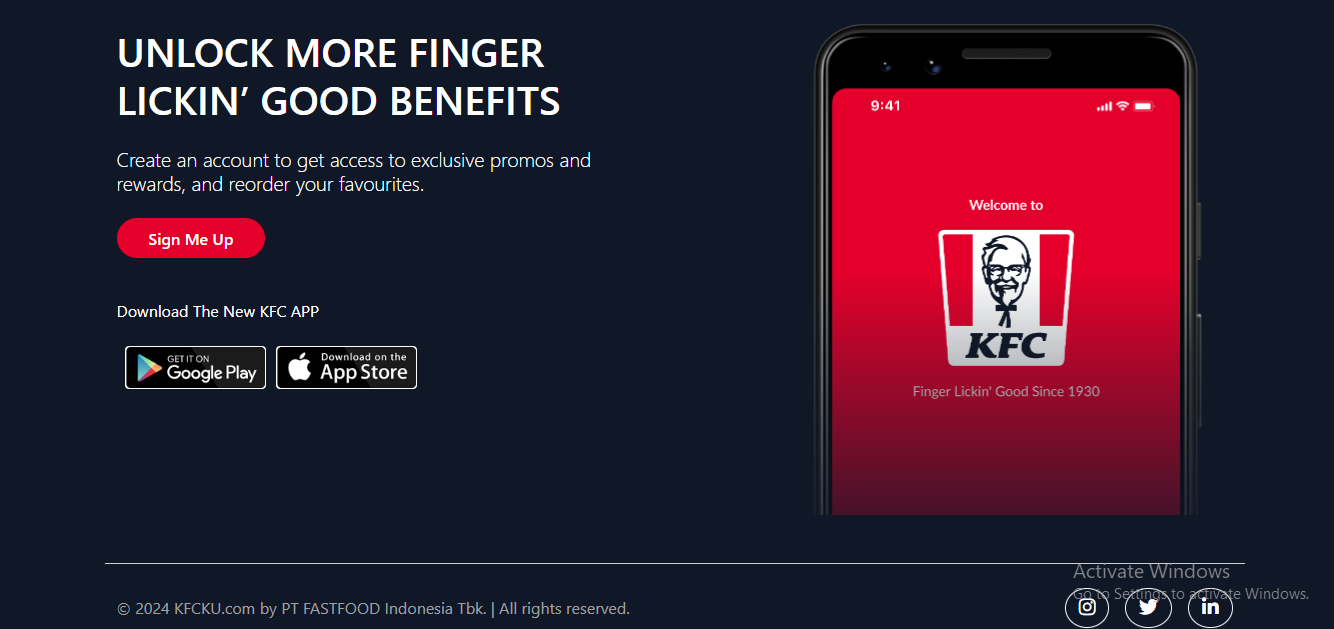 UNLOCK MORE FINGER
LICKIN’ GOOD BENEFITS
Create an account to get access to exclusive promos and
rewards, and reorder your favourites.
Sign Me Up
Download The New KFC APP
GET IT ON
Google Play
Download on the
App Store
9:41
Welcome to
KFC
Finger Lickin' Good Since 1930
Activate Windows
Go to Settings to activate Windows.
© 2024 KFCKU.com by PT FASTFOOD Indonesia Tbk. | All rights reserved.
in